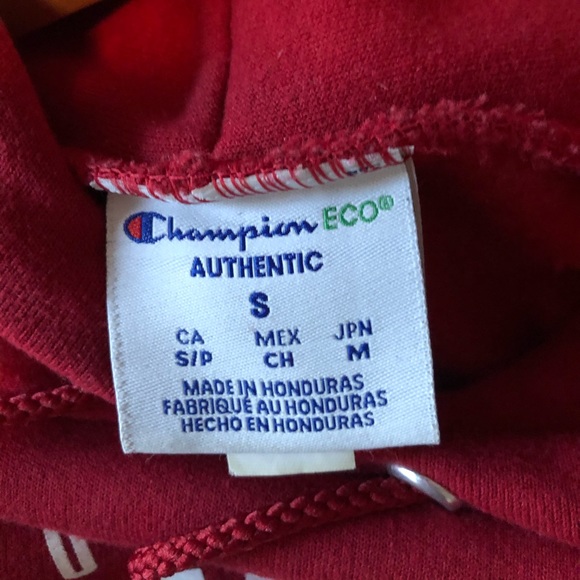 Champion ECO®
AUTHENTIC
S
CA MEX JPN
S/P CH M
MADE IN HONDURAS
FABRIQUÉ AU HONDURAS
HECHO EN HONDURAS